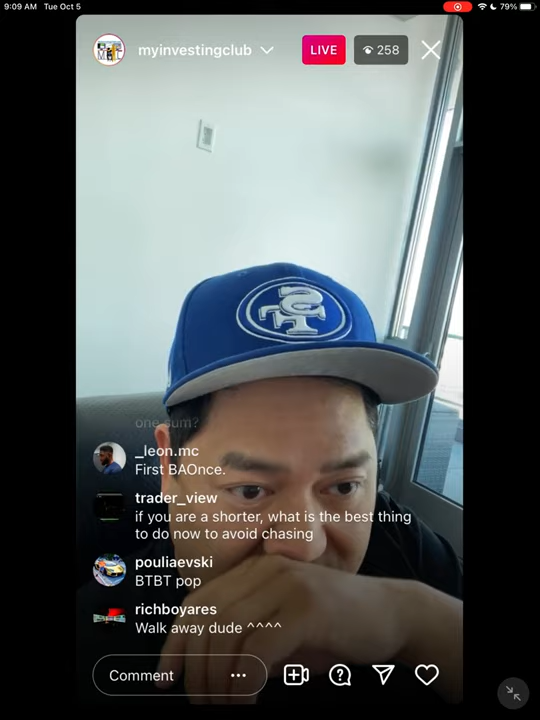 9:09 AM Tue Oct 5
79%
myinvestingclub
LIVE
258
one sum?
_leon.mc
First BAOnce.
trader_view
if you are a shorter, what is the best thing
to do now to avoid chasing
pouliaevski
BTBT pop
richboyares
Walk away dude ^^^^
Comment